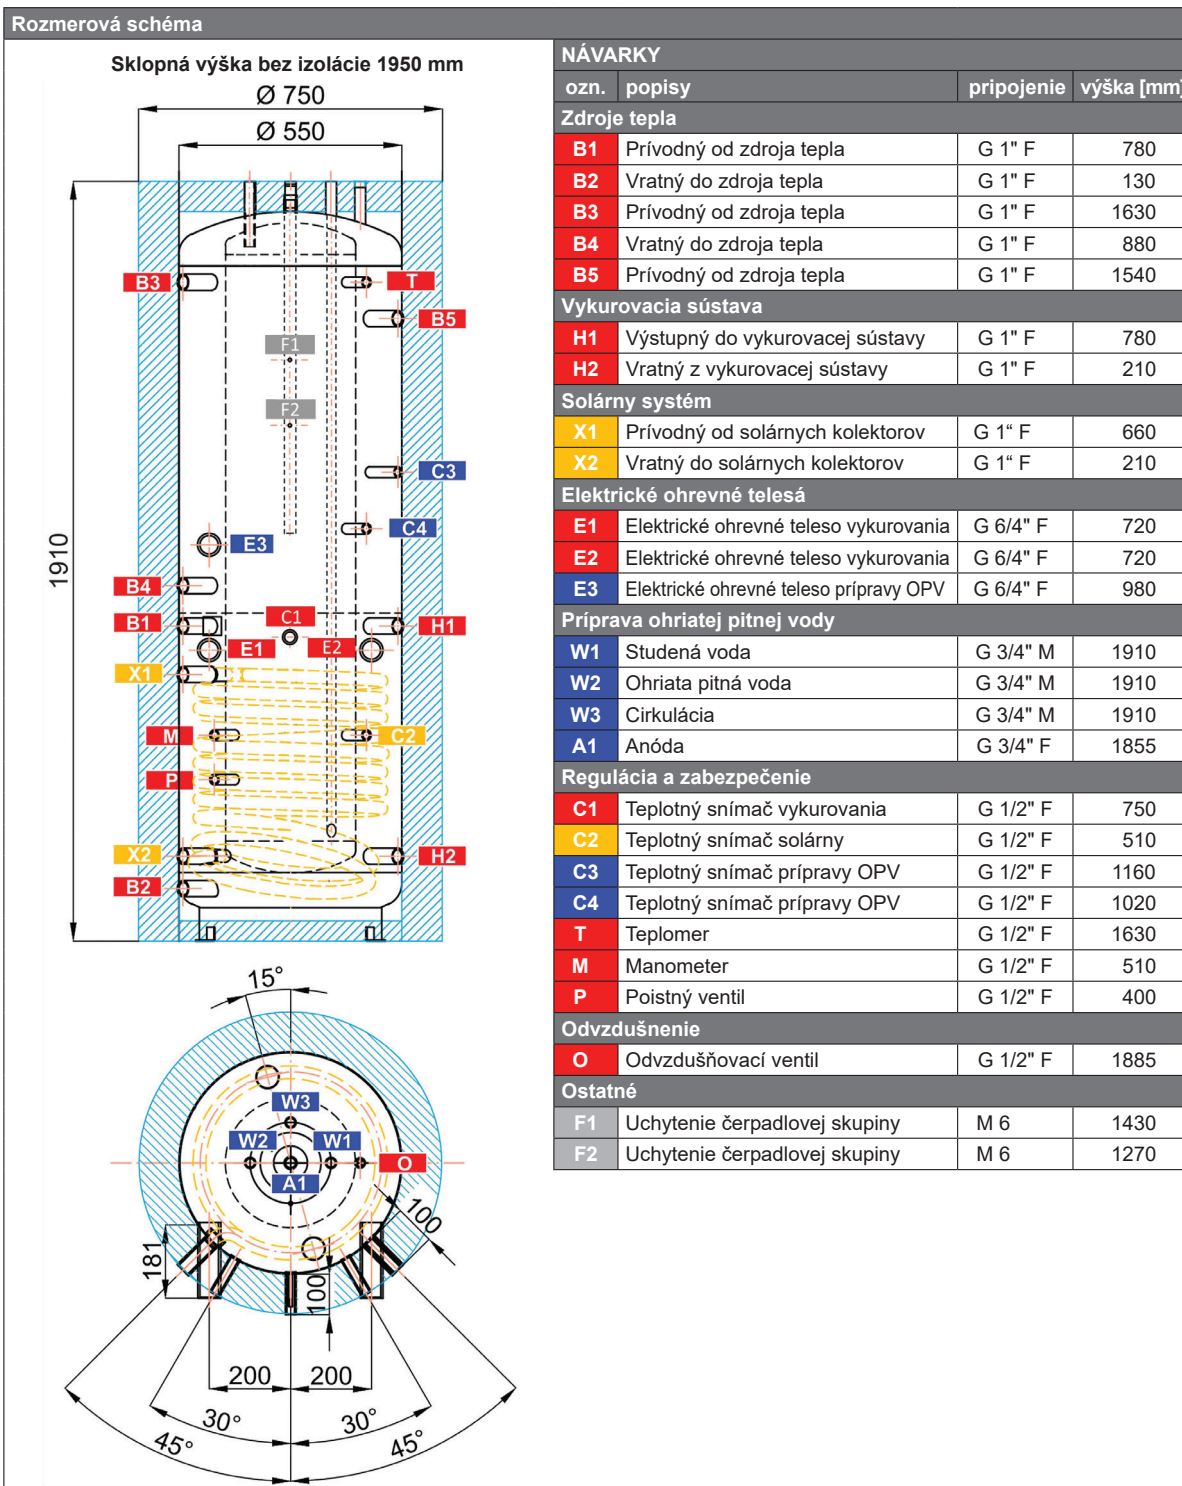 Rozmerová schéma
Sklopná výška bez izolácie 1950 mm
Ø 750
Ø 550
1910
B3
T
B5
F1
F2
C3
C4
E3
B4
B1
C1
H1
E1
E2
X1
M
C2
P
X2
H2
B2
15°
W3
W2
W1
O
A1
100
181
100
200
200
30°
30°
45°
45°
NÁVARKY
ozn. popisy pripojenie výška [mm]
Zdroje tepla
B1 Prívodný od zdroja tepla G 1" F 780
B2 Vratný do zdroja tepla G 1" F 130
B3 Prívodný od zdroja tepla G 1" F 1630
B4 Vratný do zdroja tepla G 1" F 880
B5 Prívodný od zdroja tepla G 1" F 1540
Vykurovacia sústava
H1 Výstupný do vykurovacej sústavy G 1" F 780
H2 Vratný z vykurovacej sústavy G 1" F 210
Solárny systém
X1 Prívodný od solárnych kolektorov G 1“ F 660
X2 Vratný do solárnych kolektorov G 1“ F 210
Elektrické ohrevné telesá
E1 Elektrické ohrevné teleso vykurovania G 6/4" F 720
E2 Elektrické ohrevné teleso vykurovania G 6/4" F 720
E3 Elektrické ohrevné teleso prípravy OPV G 6/4" F 980
Príprava ohriatej pitnej vody
W1 Studená voda G 3/4" M 1910
W2 Ohriata pitná voda G 3/4" M 1910
W3 Cirkulácia G 3/4" M 1910
A1 Anóda G 3/4" F 1855
Regulácia a zabezpečenie
C1 Teplotný snímač vykurovania G 1/2" F 750
C2 Teplotný snímač solárny G 1/2" F 510
C3 Teplotný snímač prípravy OPV G 1/2" F 1160
C4 Teplotný snímač prípravy OPV G 1/2" F 1020
T Teplomer G 1/2" F 1630
M Manometer G 1/2" F 510
P Poistný ventil G 1/2" F 400
Odvzdušnenie
O Odvzdušňovací ventil G 1/2" F 1885
Ostatné
F1 Uchytenie čerpadlovej skupiny M 6 1430
F2 Uchytenie čerpadlovej skupiny M 6 1270